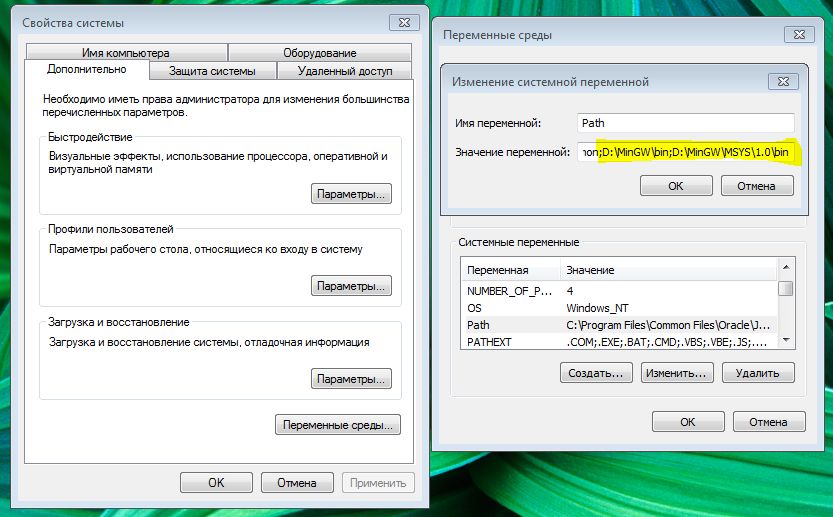 Свойства системы
Имя компьютера
Оборудование
Дополнительно
Защита системы
Удаленный доступ
Необходимо иметь права администратора для изменения большинства
перечисленных параметров.
Быстродействие
Визуальные эффекты, использование процессора, оперативной и
виртуальной памяти
Параметры...
Профили пользователей
Параметры рабочего стола, относящиеся ко входу в систему
Параметры...
Загрузка и восстановление
Загрузка и восстановление системы, отладочная информация
Параметры...
Переменные среды...
OK
Отмена
Применить
Переменные среды
Изменение системной переменной
Имя переменной:
Path
Значение переменной:
non;D:\MinGW\bin;D:\MinGW\MSYS\1.0\bin
OK
Отмена
Системные переменные
Переменная
Значение
NUMBER_OF_P...
4
OS
Windows_NT
Path
C:\Program Files\Common Files\Oracle\J...
PATHEXT
.COM;.EXE;.BAT;.CMD;.VBS;.VBE;.JS;....
Создать...
Изменить...
Удалить
OK
Отмена